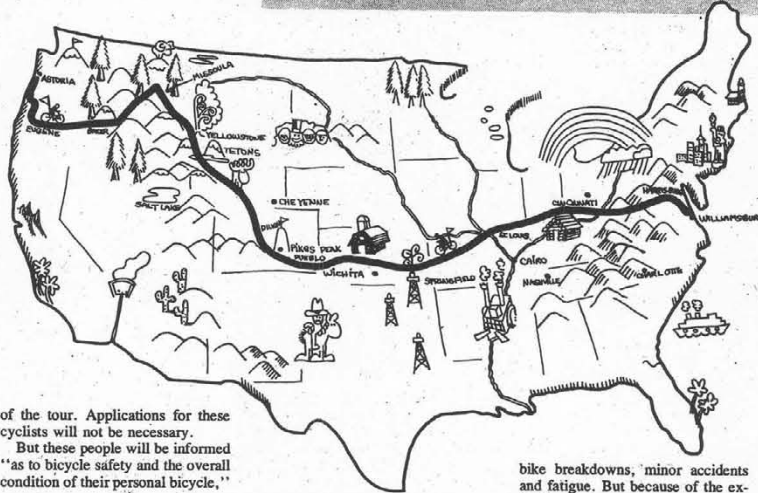 ASTORIA
MISSOULA
EUGENE
BAKER
YELLOWSTONE
TETONS
SALT LAKE
CHEYENNE
PIKES PEAK
PUEBLO
WICHITA
SPRINGFIELD
ST LOUIS
CINCINNATI
CAIRO
NASHVILLE
CHARLOTTE
WILLIAMSBURG
of the tour. Applications for these
cyclists will not be necessary.
But these people will be informed
"as to bicycle safety and the overall
condition of their personal bicycle,"
bike breakdowns, minor accidents
and fatigue. But because of the ex-